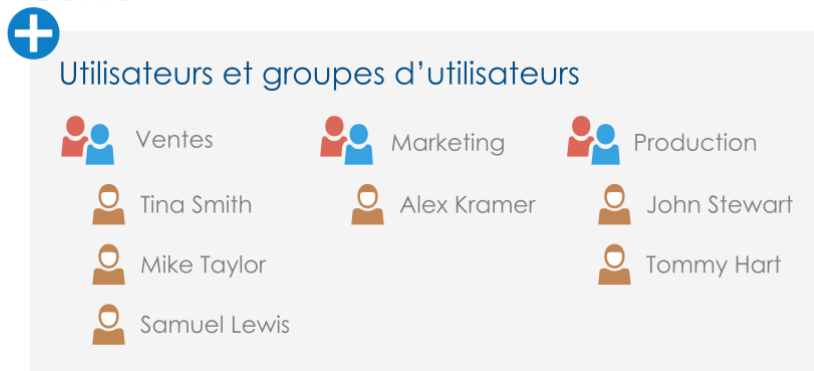 Utilisateurs et groupes d'utilisateurs
Ventes
Marketing
Production
Tina Smith
Alex Kramer
John Stewart
Mike Taylor
Tommy Hart
Samuel Lewis